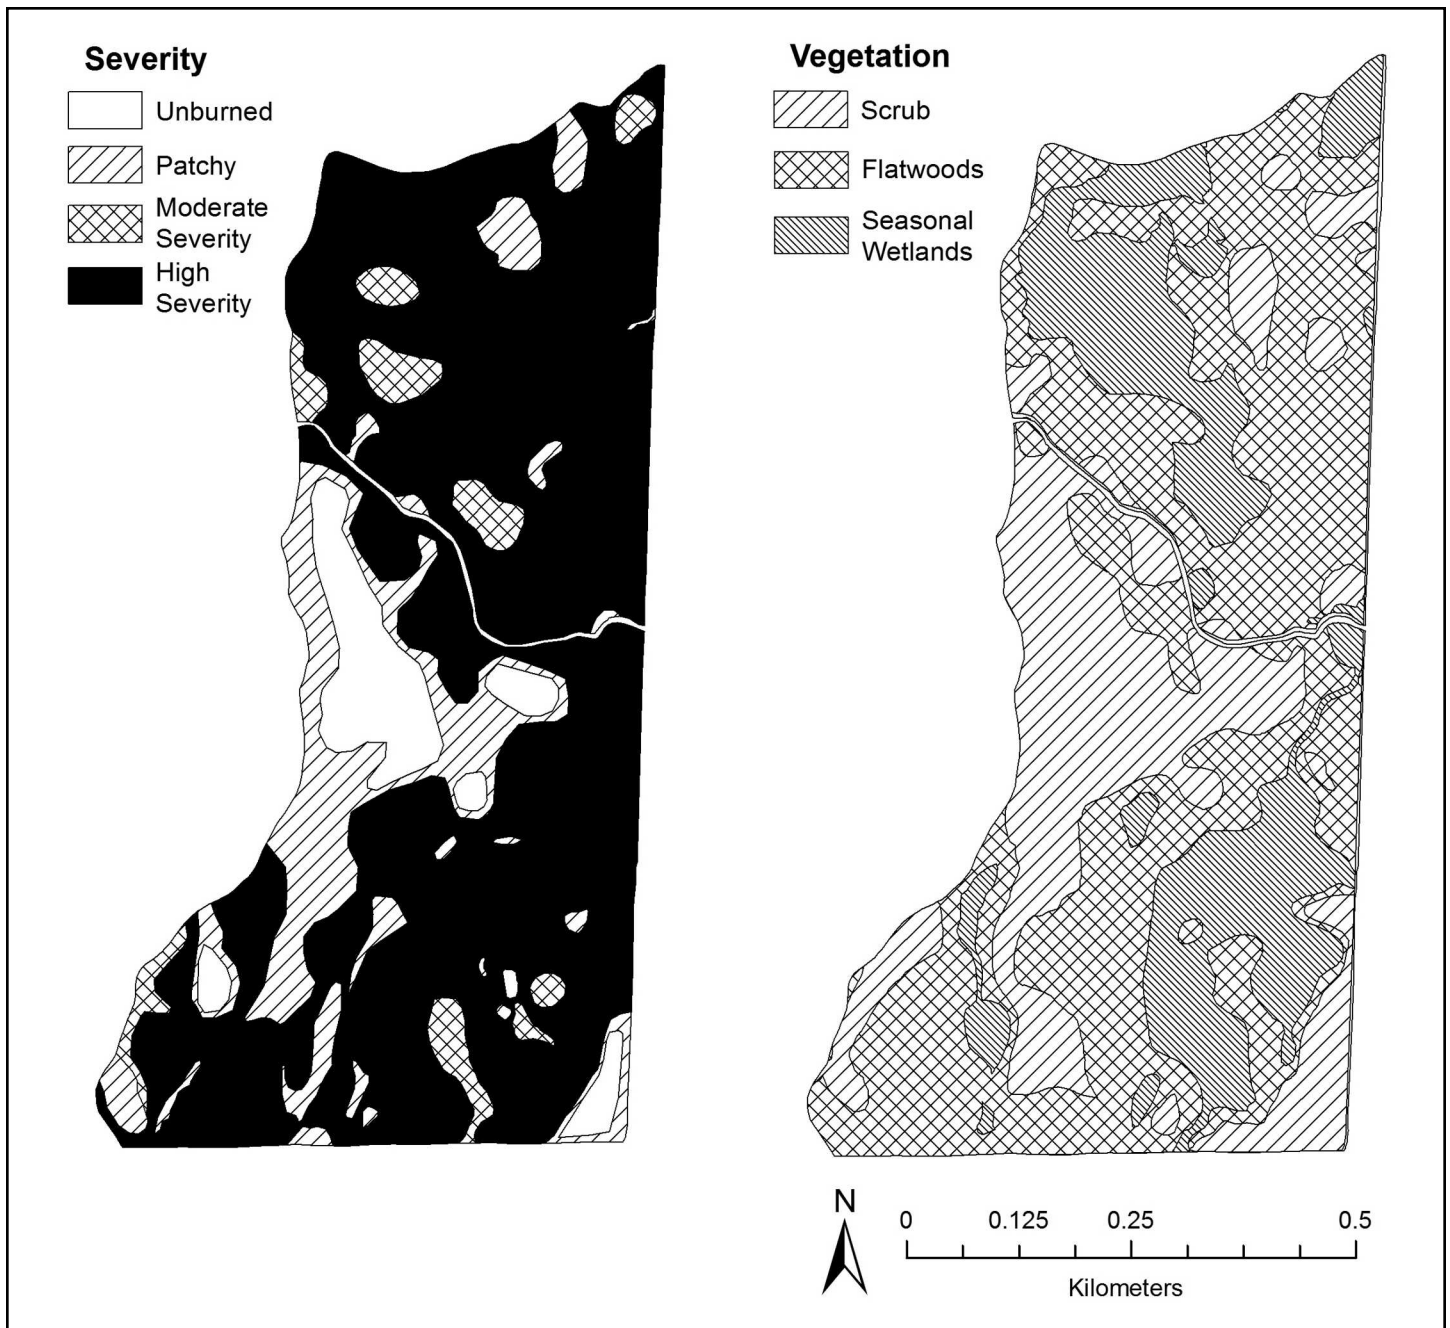 Severity
Unburned
Patchy
Moderate
Severity
High
Severity
Vegetation
Scrub
Flatwoods
Seasonal
Wetlands
N
0 0.125 0.25 0.5
Kilometers